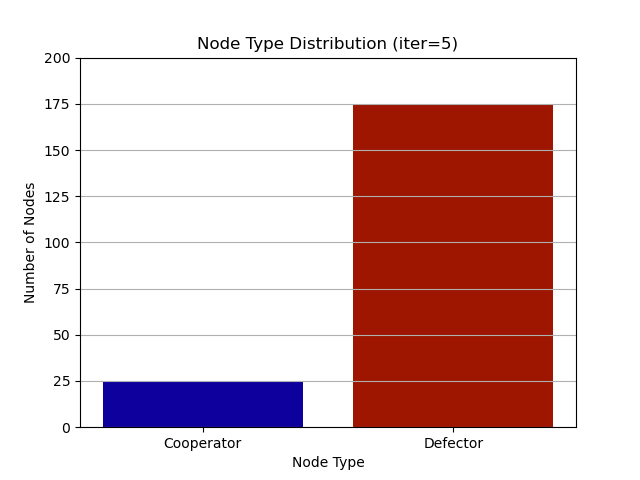 Node Type Distribution (iter=5)
Number of Nodes
200
175
150
125
100
75
50
25
0
Cooperator
Defector
Node Type